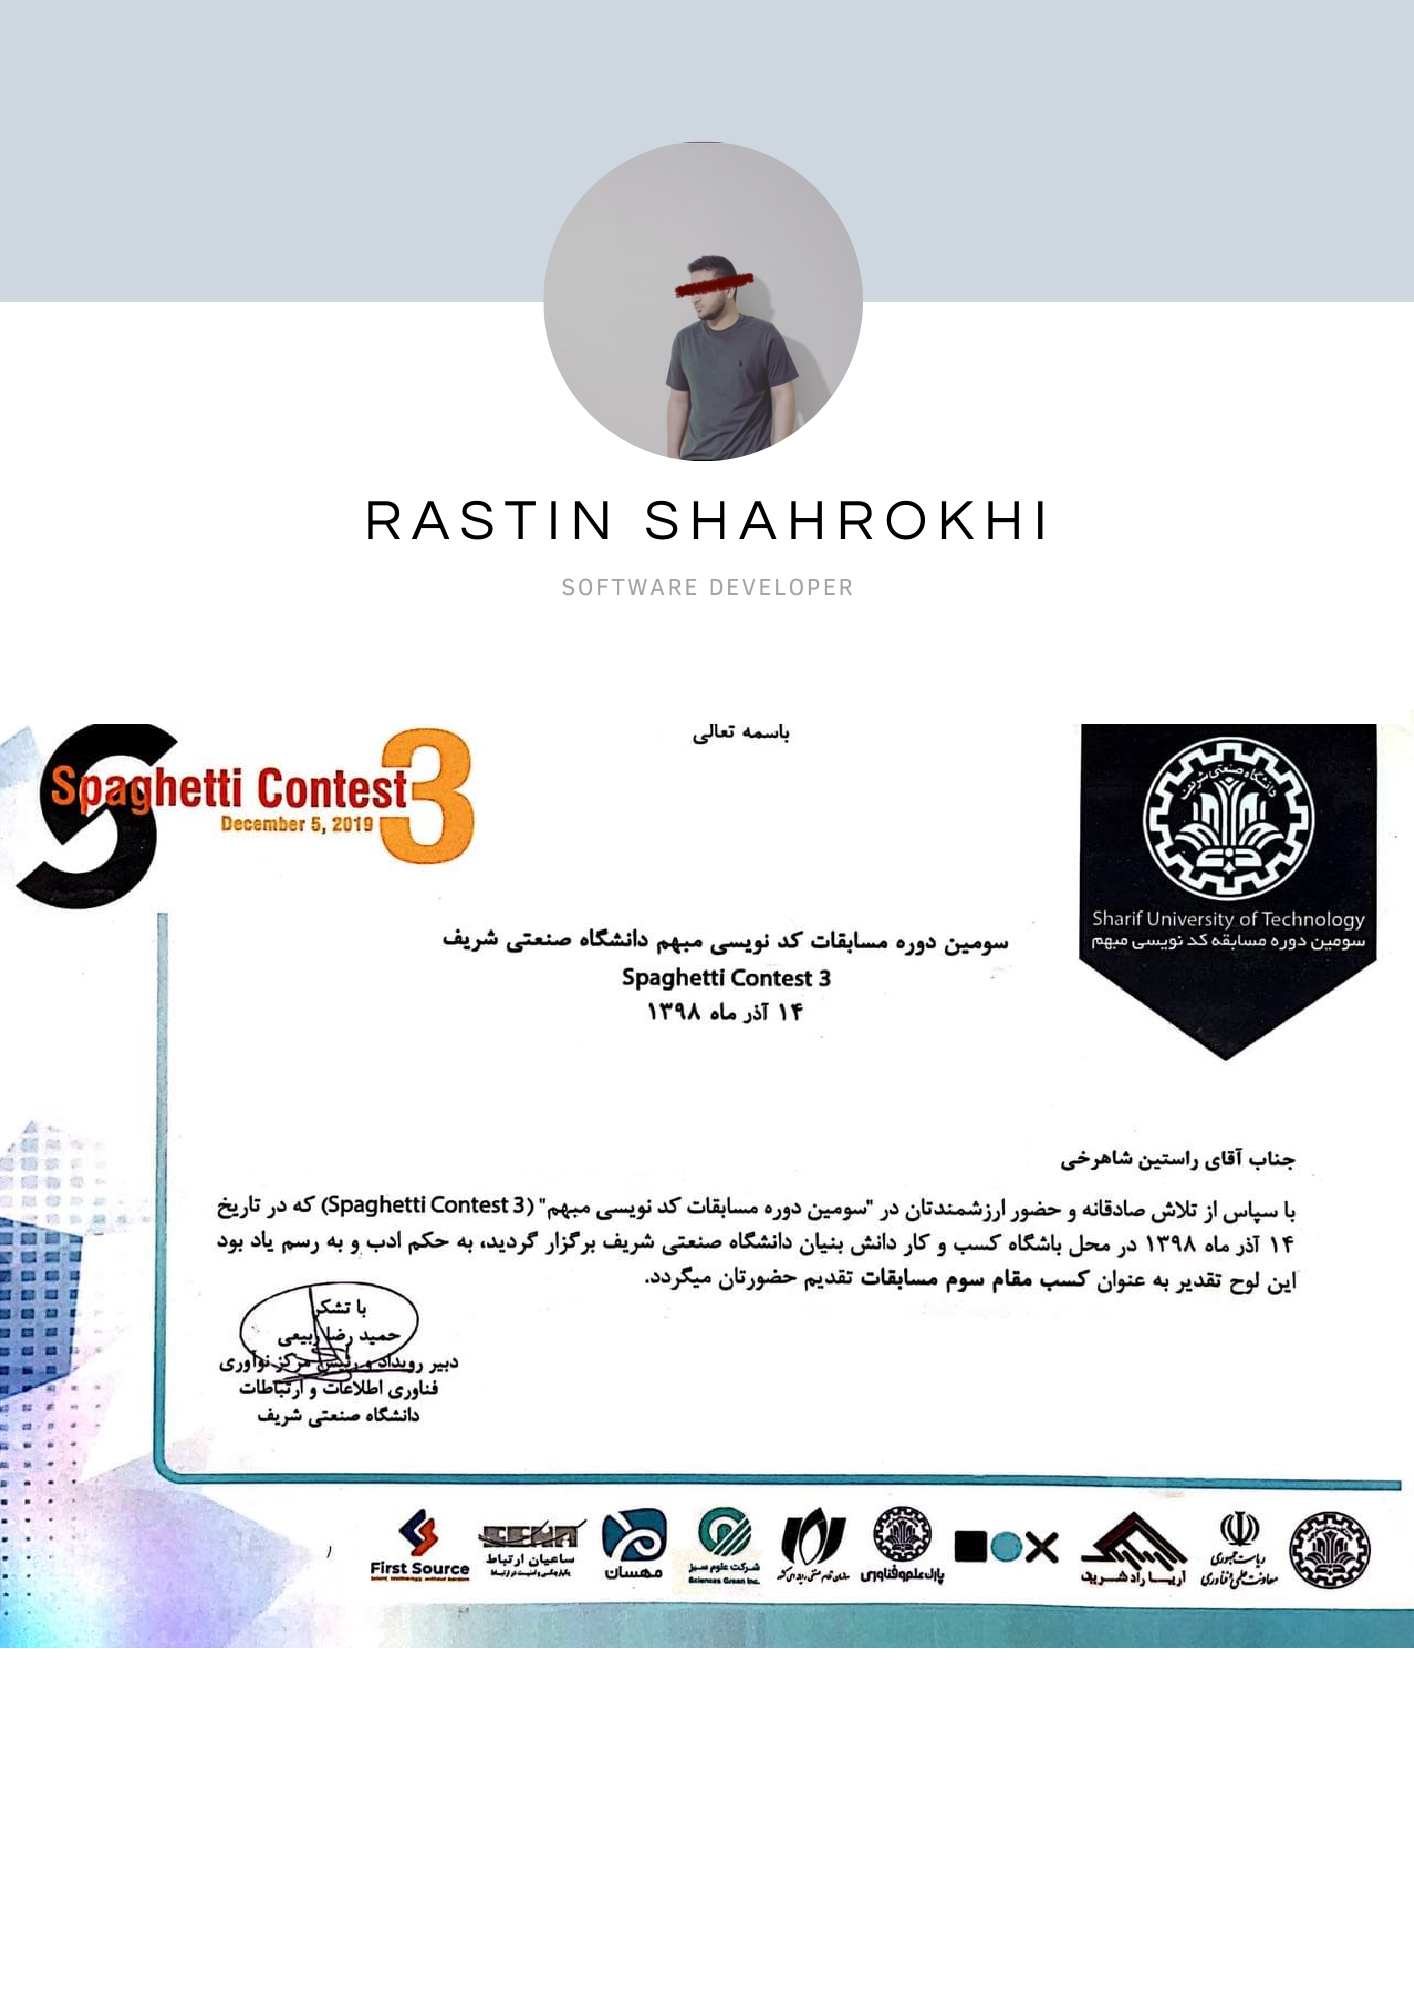 RASTIN SHAHROKHI
SOFTWARE DEVELOPER
باسمه تعالی
Spaghetti Contest 3
December 5, 2019
دانشگاه صنعتی شریف
Sharif University of Technology
سومین دوره مسابقه کد نویسی مبهم
سومین دوره مسابقات کد نویسی مبهم دانشگاه صنعتی شریف
Spaghetti Contest 3
۱۴ آذر ماه ۱۳۹۸
جناب آقای راستین شاهرخی
با سپاس از تلاش صادقانه و حضور ارزشمندتان در "سومین دوره مسابقات کد نویسی مبهم" (Spaghetti Contest 3) که در تاریخ
۱۴ آذر ماه ۱۳۹۸ در محل باشگاه کسب و کار دانش بنیان دانشگاه صنعتی شریف برگزار گردید، به حکم ادب و به رسم یاد بود
این لوح تقدیر به عنوان کسب مقام سوم مسابقات تقدیم حضورتان میگردد.
با تشکر
حمید رضا ربیعی
دبیر رویداد و رئیس مرکز نوآوری
فناوری اطلاعات و ارتباطات
دانشگاه صنعتی شریف
ریاست جمهوری
معاونت علمی و فناوری
آریا راد شریف
پارک علم و فناوری
شرکت علوم سبز
Sciences Green Inc.
مهسان
ساعیان ارتباط
First Source